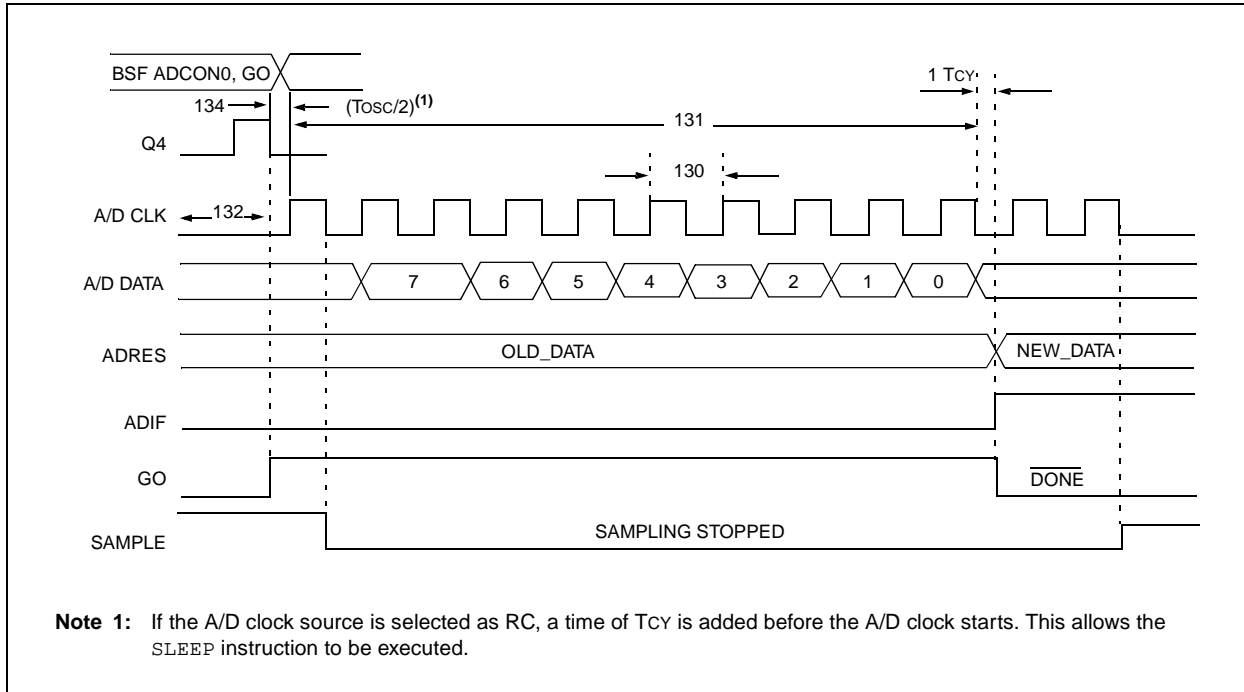 BSF ADCON0, GO
1 TCY
134
(TOSC/2)(1)
131
Q4
130
A/D CLK
132
A/D DATA
7 6 5 4 3 2 1 0
ADRES
OLD_DATA
NEW_DATA
ADIF
GO
DONE
SAMPLE
SAMPLING STOPPED
Note 1: If the A/D clock source is selected as RC, a time of TCY is added before the A/D clock starts. This allows the
SLEEP instruction to be executed.